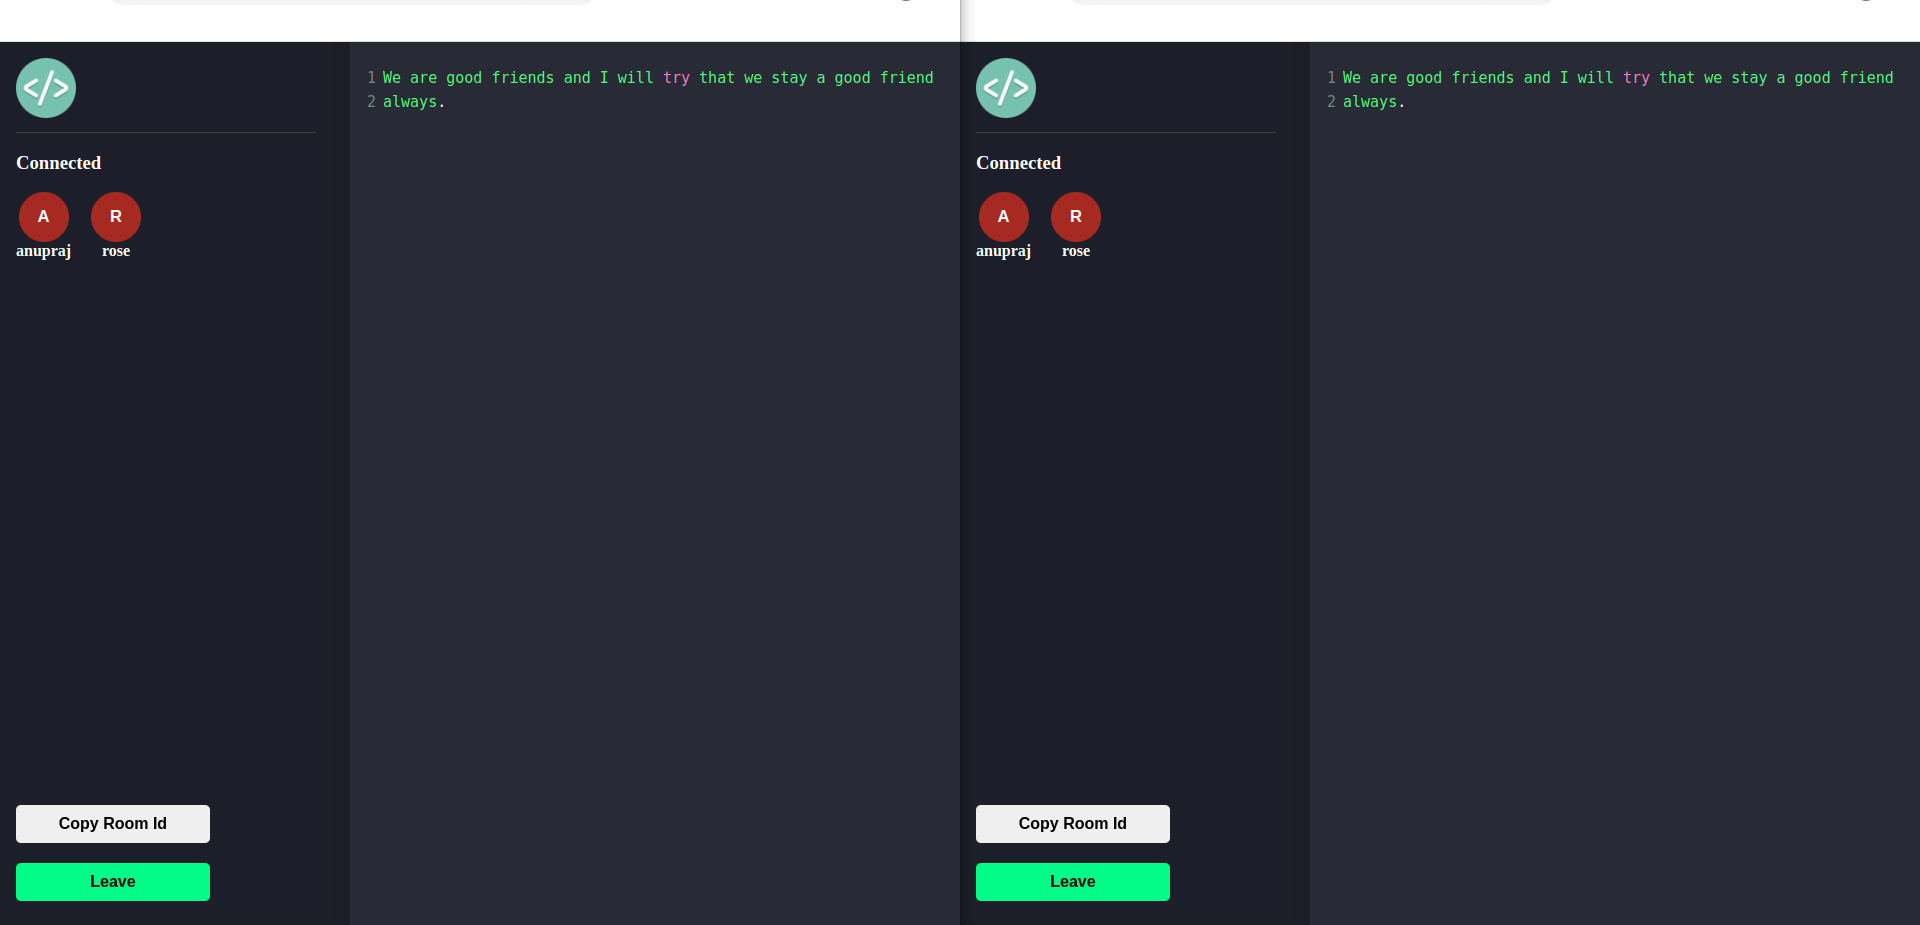 </>
Connected
A R
anupraj rose
Copy Room Id
Leave
1 We are good friends and I will try that we stay a good friend
2 always.
</>
Connected
A R
anupraj rose
Copy Room Id
Leave
1 We are good friends and I will try that we stay a good friend
2 always.